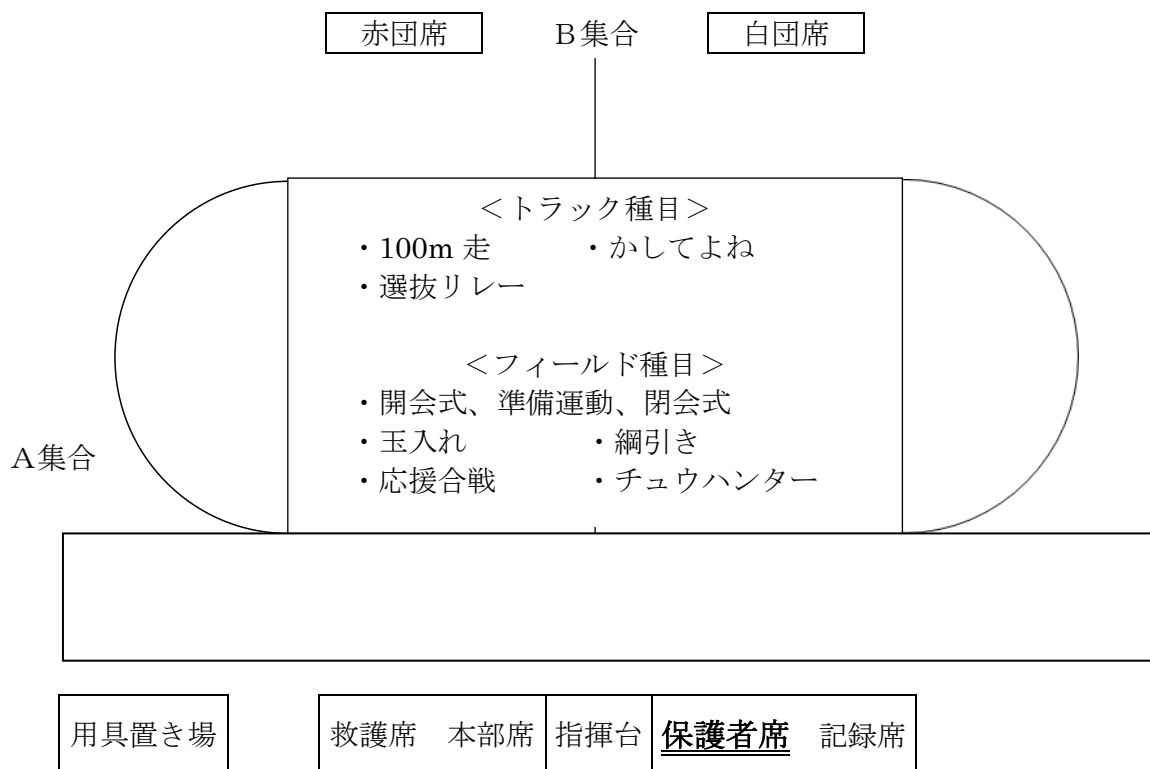 赤団席 B集合 白団席
<トラック種目>
・100m 走 ・かしてよね
・選抜リレー
<フィールド種目>
・開会式、準備運動、閉会式
・玉入れ ・綱引き
A集合
・応援合戦 ・チュウハンター
用具置き場 救護席 本部席 指揮台 保護者席 記録席